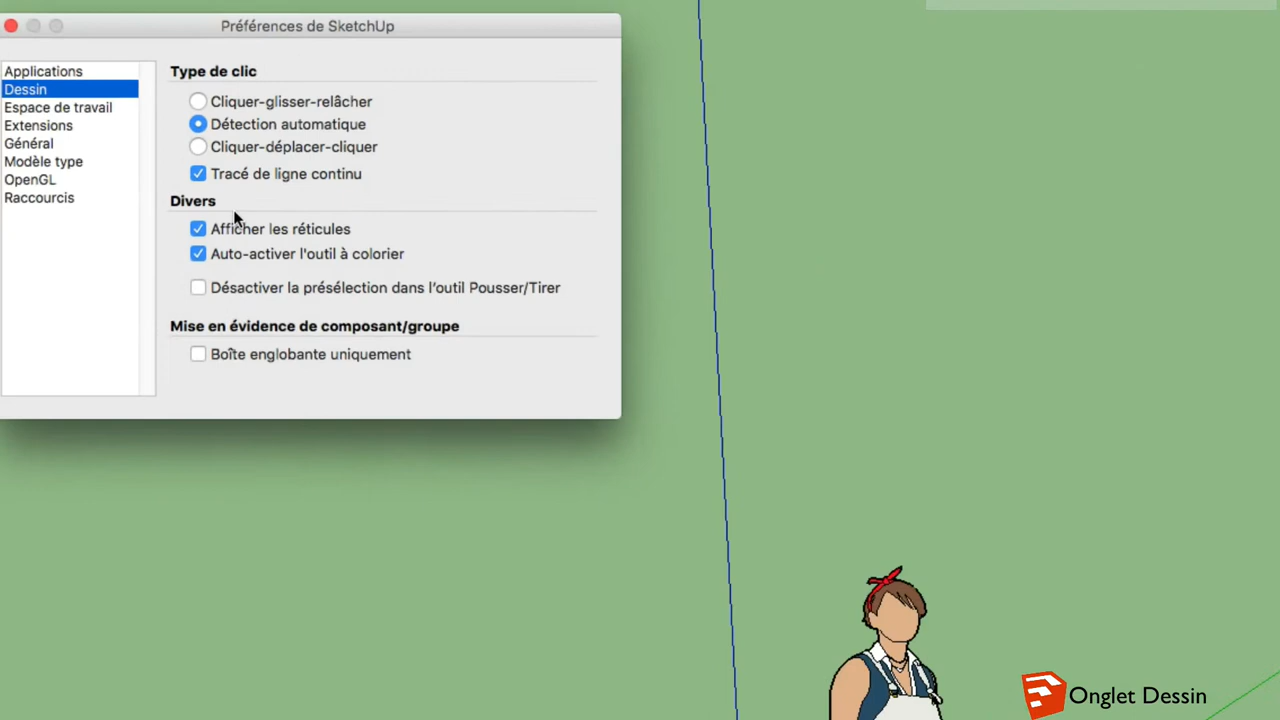 Préférences de SketchUp
Applications
Dessin
Espace de travail
Extensions
Général
Modèle type
OpenGL
Raccourcis
Type de clic
Cliquer-glisser-relâcher
Détection automatique
Cliquer-déplacer-cliquer
Tracé de ligne continu
Divers
Afficher les réticules
Auto-activer l'outil à colorier
Désactiver la présélection dans l’outil Pousser/Tirer
Mise en évidence de composant/groupe
Boîte englobante uniquement
Onglet Dessin